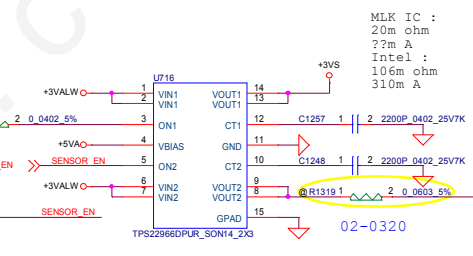 MLK IC :
20m ohm
??m A
Intel :
106m ohm
310m A
+3VS
U716
+3VALW
1 VIN1 VOUT1 14
2 VIN1 VOUT1 13
2 0_0402_5% 3 ON1 CT1 12 C1257 1 2 2200P_0402_25V7K
+5VA 4 VBIAS GND 11
EN SENSOR_EN 5 ON2 CT2 10 C1248 1 2 2200P_0402_25V7K
+3VALW 6 VIN2 VOUT2 9
7 VIN2 VOUT2 8 @R1319 1 2 0_0603_5%
SENSOR_EN GPAD 15
02-0320
TPS22966DPUR_SON14_2X3